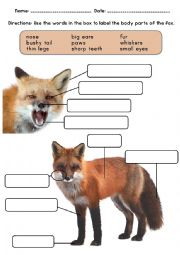 Name: ........................ Date: ........................
Directions: Use the words in the box to label the body parts of the fox.
nose big ears fur
bushy tail paws whiskers
thin legs sharp teeth small eyes